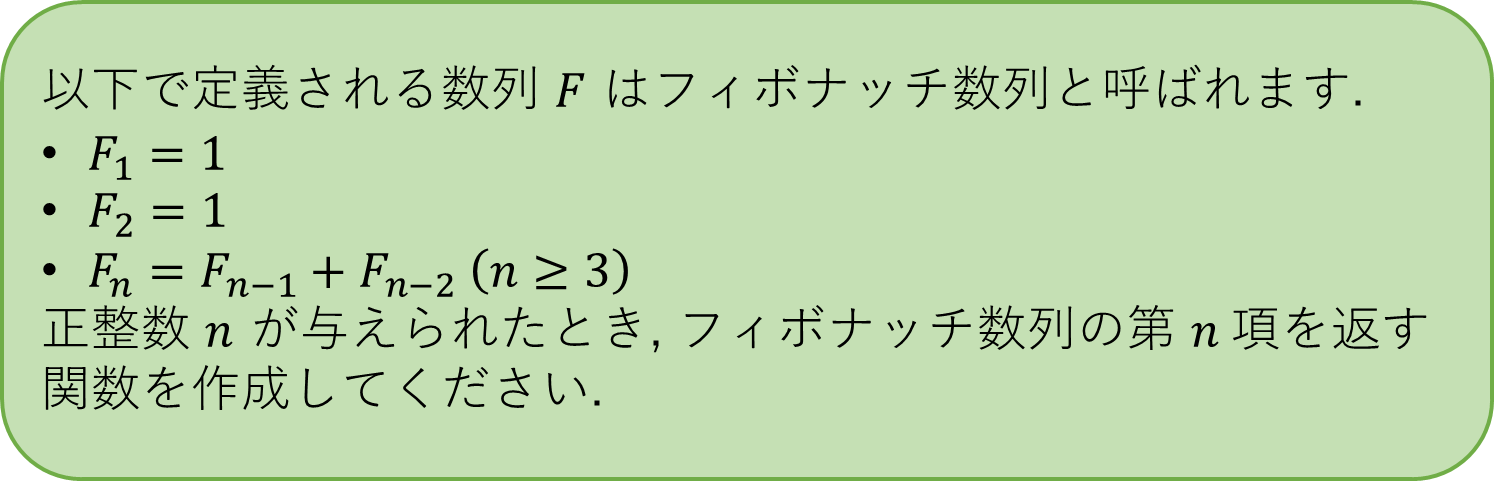 以下で定義される数列 F はフィボナッチ数列と呼ばれます.
• F₁ = 1
• F₂ = 1
• Fₙ = Fₙ₋₁ + Fₙ₋₂ (n ≥ 3)
正整数 n が与えられたとき, フィボナッチ数列の第 n 項を返す
関数を作成してください.